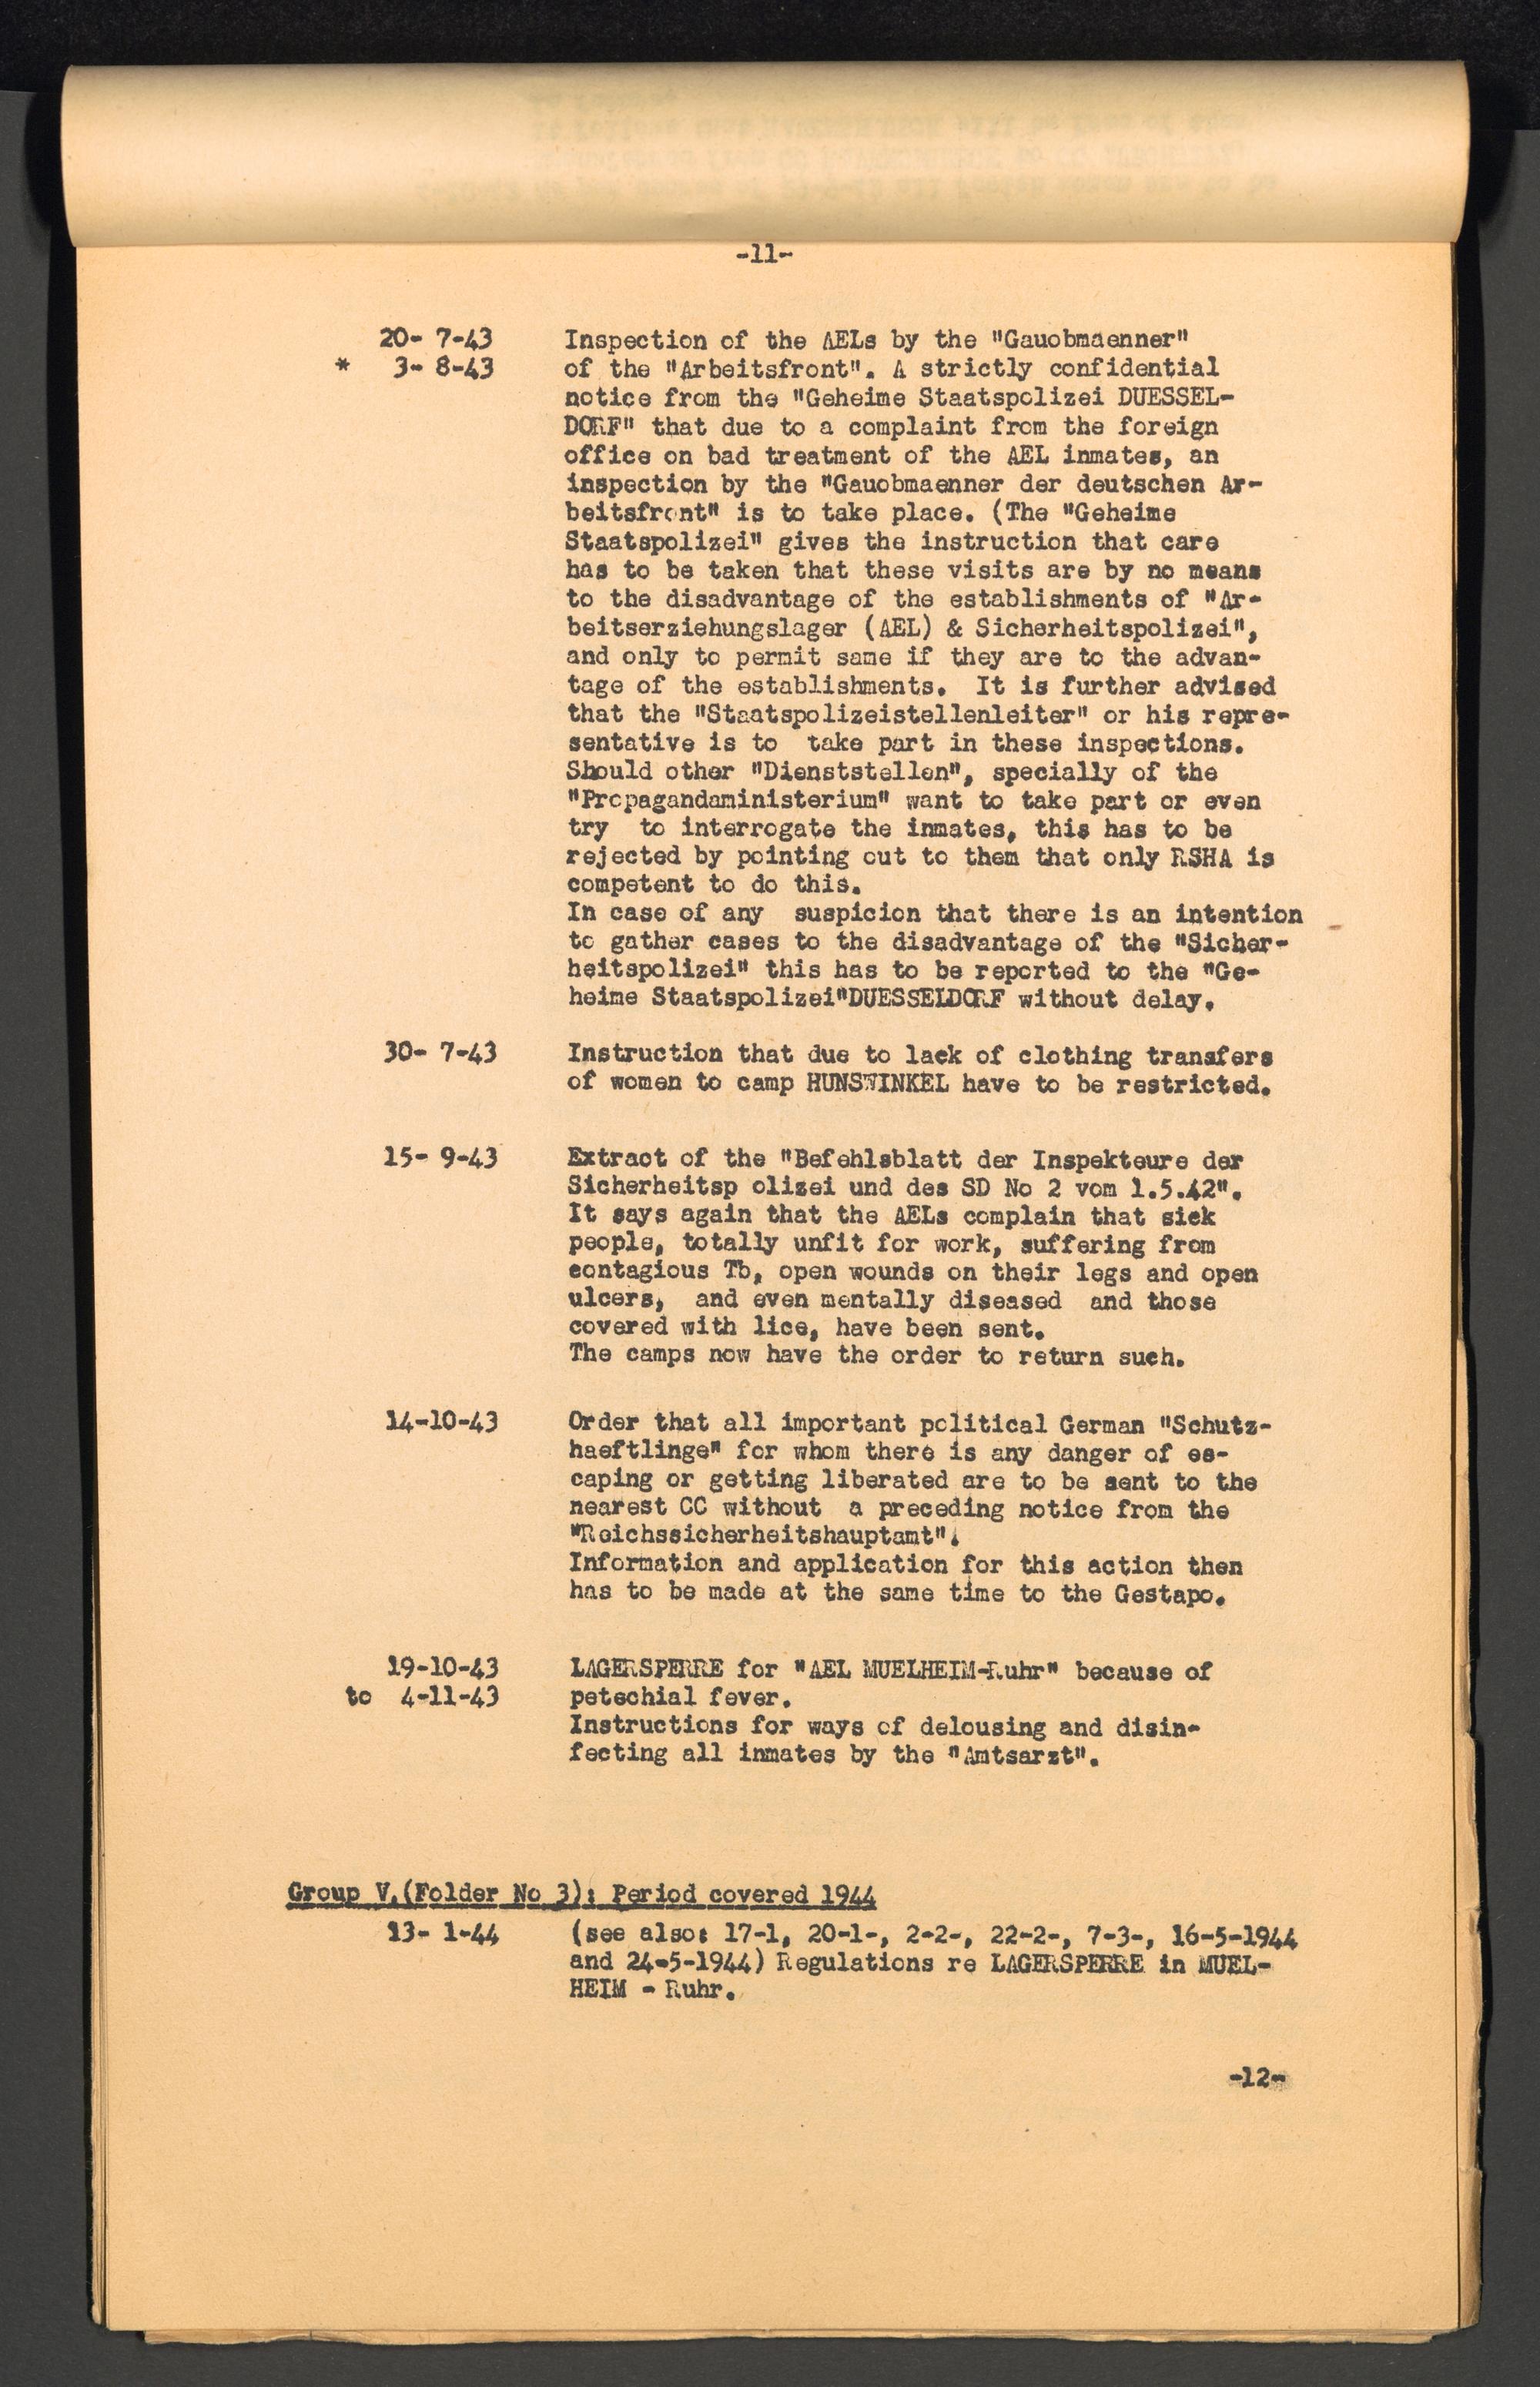 -11-
20- 7-43 Inspection of the AELs by the "Gauobmaenner"
* 3- 8-43 of the "Arbeitsfront". A strictly confidential
notice from the "Geheime Staatspolizei DUESSEL-
DORF" that due to a complaint from the foreign
office on bad treatment of the AEL inmates, an
inspection by the "Gauobmaenner der deutschen Ar-
beitsfront" is to take place. (The "Geheime
Staatspolizei" gives the instruction that care
has to be taken that these visits are by no means
to the disadvantage of the establishments of "Ar-
beitserziehungslager (AEL) & Sicherheitspolizei",
and only to permit same if they are to the advan-
tage of the establishments. It is further advised
that the "Staatspolizeistellenleiter" or his repre-
sentative is to take part in these inspections.
Should other "Dienststellen", specially of the
"Propagandaministerium" want to take part or even
try to interrogate the inmates, this has to be
rejected by pointing out to them that only RSHA is
competent to do this.
In case of any suspicion that there is an intention
to gather cases to the disadvantage of the "Sicher-
heitspolizei" this has to be reported to the "Ge-
heime Staatspolizei"DUESSELDORF without delay.
30- 7-43 Instruction that due to lack of clothing transfers
of women to camp HUNSWINKEL have to be restricted.
15- 9-43 Extract of the "Befehlsblatt der Inspekteure der
Sicherheitsp olizei und des SD No 2 vom 1.5.42".
It says again that the AELs complain that sick
people, totally unfit for work, suffering from
contagious Tb, open wounds on their legs and open
ulcers, and even mentally diseased and those
covered with lice, have been sent.
The camps now have the order to return such.
14-10-43 Order that all important political German "Schutz-
haeftlinge" for whom there is any danger of es-
caping or getting liberated are to be sent to the
nearest CC without a preceding notice from the
"Reichssicherheitshauptamt".
Information and application for this action then
has to be made at the same time to the Gestapo.
19-10-43 LAGERSPERRE for "AEL MUELHEIM-Ruhr" because of
to 4-11-43 petechial fever.
Instructions for ways of delousing and disin-
fecting all inmates by the "Amtsarzt".
Group V.(Folder No 3): Period covered 1944
13- 1-44 (see also: 17-1, 20-1-, 2-2-, 22-2-, 7-3-, 16-5-1944
and 24-5-1944) Regulations re LAGERSPERRE in MUEL-
HEIM - Ruhr.
-12-